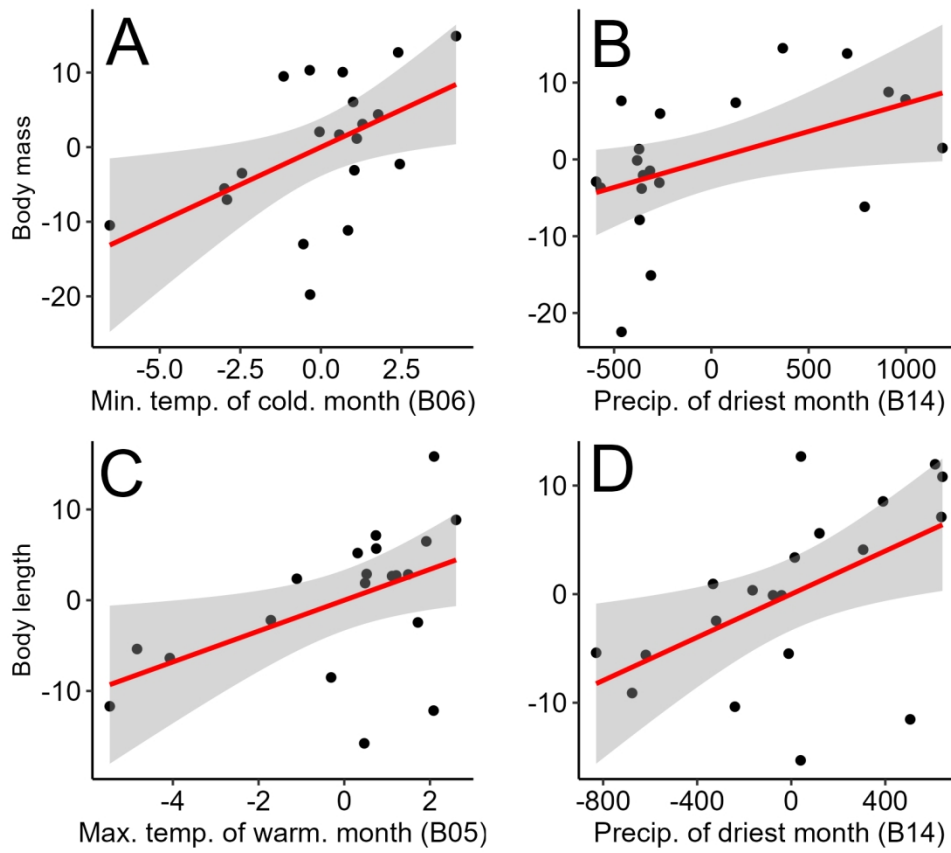 A
B
Body mass
10
0
-10
-20
10
0
-10
-20
-5.0 -2.5 0.0 2.5
-500 0 500 1000
Min. temp. of cold. month (B06)
Precip. of driest month (B14)
C
D
Body length
10
0
-10
10
0
-10
-4 -2 0 2
-800 -400 0 400
Max. temp. of warm. month (B05)
Precip. of driest month (B14)